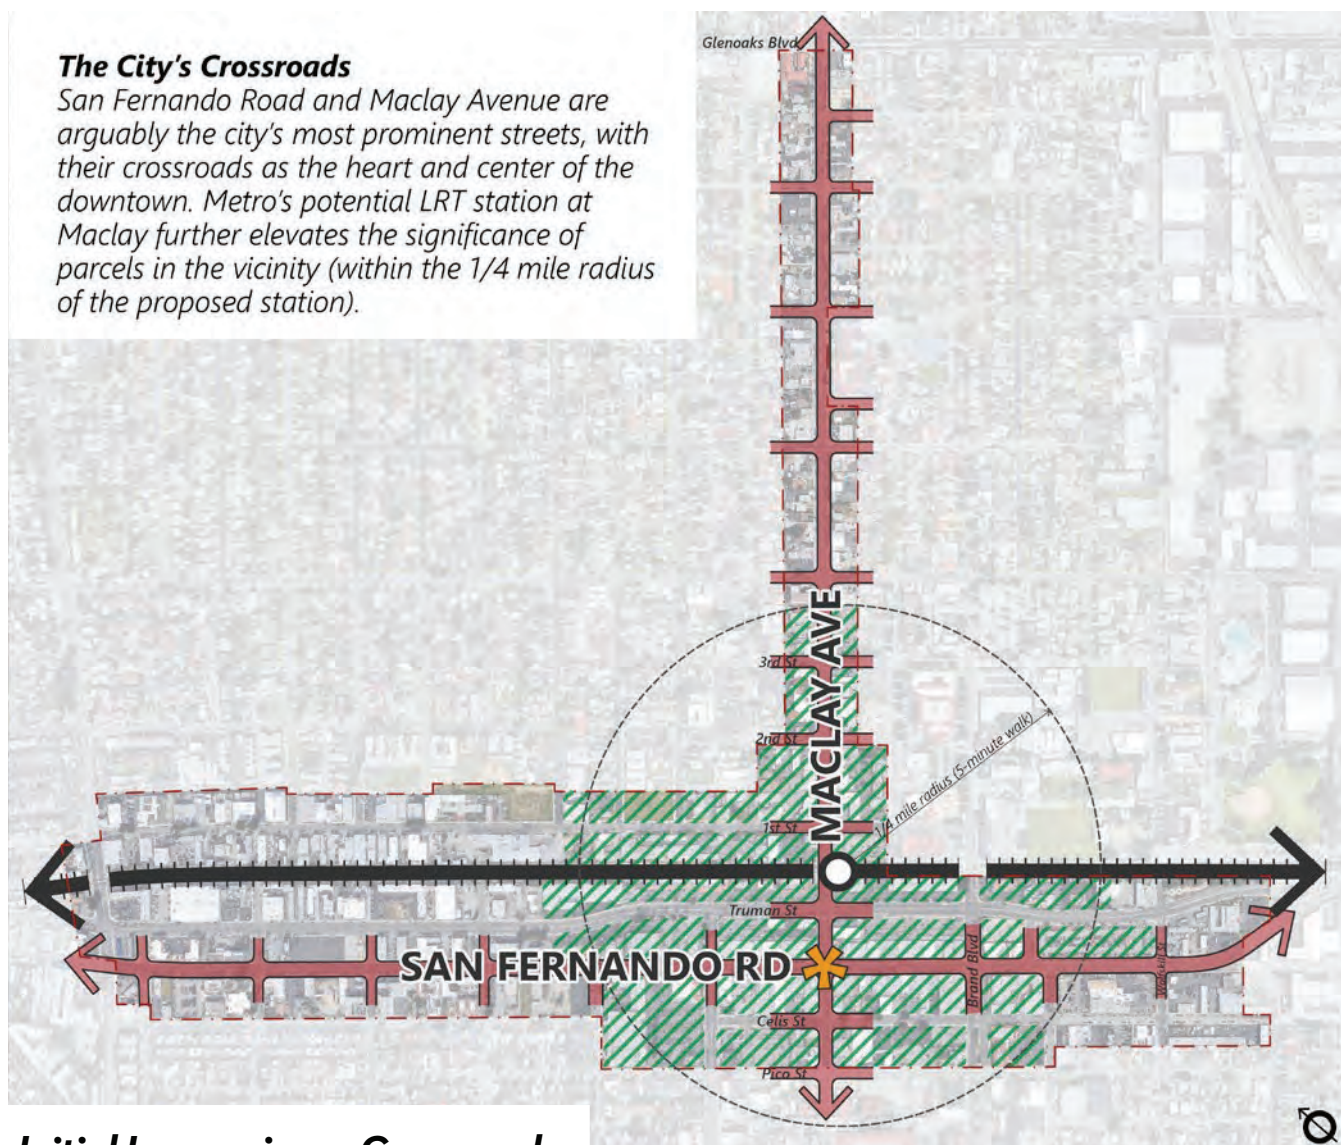 The City's Crossroads
San Fernando Road and Maclay Avenue are
arguably the city's most prominent streets, with
their crossroads as the heart and center of the
downtown. Metro's potential LRT station at
Maclay further elevates the significance of
parcels in the vicinity (within the 1/4 mile radius
of the proposed station).
Glenoaks Blvd
MACLAY AVE
3rd St
2nd St
1/4 mile radius (5-minute walk)
1st St
Truman St
SAN FERNANDO RD
Brand Blvd
Celis St
Pico St